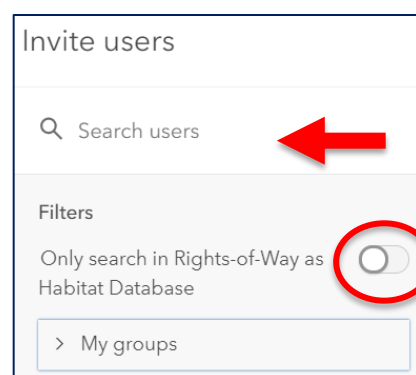 Invite users
Search users
Filters
Only search in Rights-of-Way as
Habitat Database
My groups